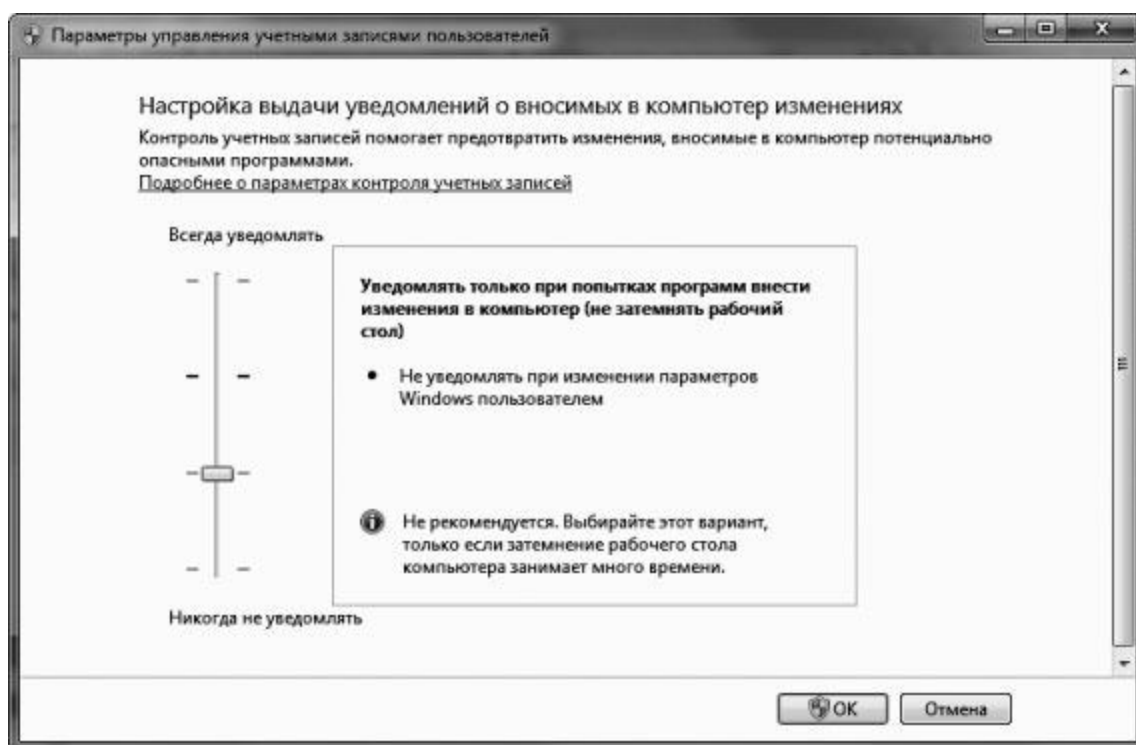 Параметры управления учетными записями пользователей
Настройка выдачи уведомлений о вносимых в компьютер изменениях
Контроль учетных записей помогает предотвратить изменения, вносимые в компьютер потенциально
опасными программами.
Подробнее о параметрах контроля учетных записей
Всегда уведомлять
Уведомлять только при попытках программ внести
изменения в компьютер (не затемнять рабочий
стол)
• Не уведомлять при изменении параметров
Windows пользователем
Не рекомендуется. Выбирайте этот вариант,
только если затемнение рабочего стола
компьютера занимает много времени.
Никогда не уведомлять
OK
Отмена